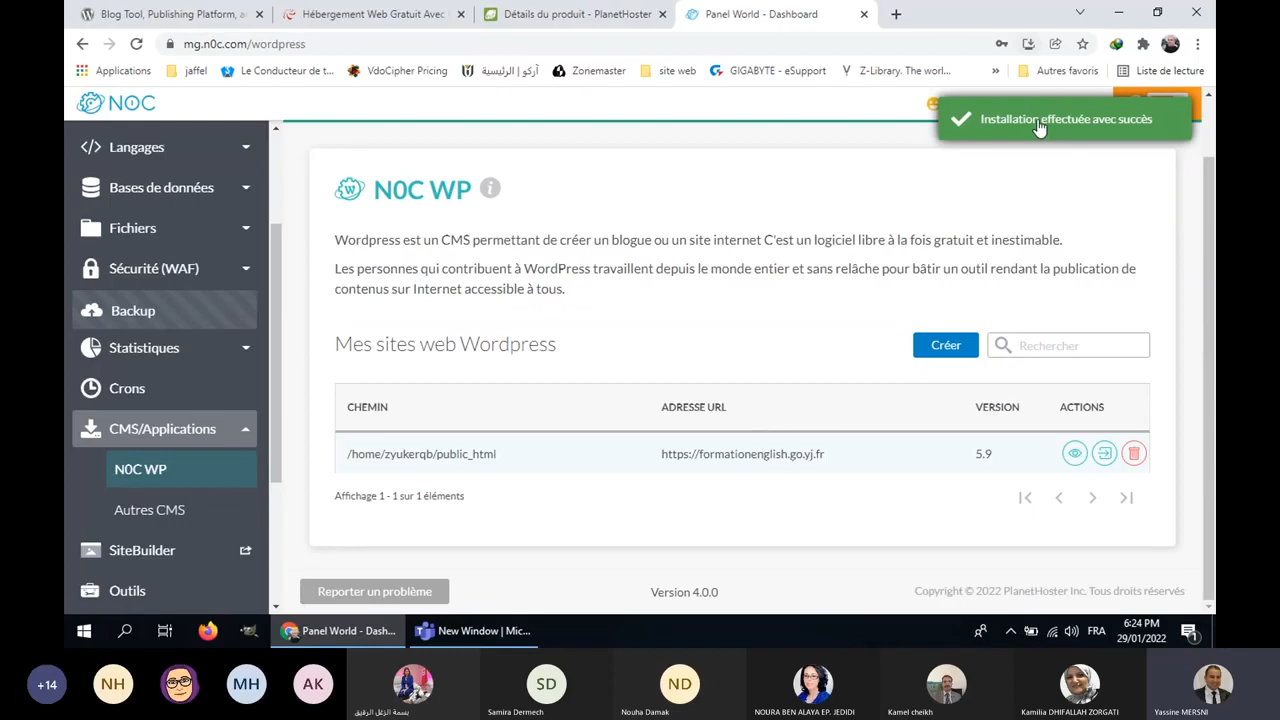 Blog Tool, Publishing Platform, a
Hébergement Web Gratuit Avec
Détails du produit - PlanetHoster
Panel World - Dashboard
mg.n0c.com/wordpress
Applications
jaffel
Le Conducteur de t...
VdoCipher Pricing
آركو | الرئيسية
Zonemaster
site web
GIGABYTE - eSupport
Z-Library. The worl...
»
Autres favoris
Liste de lecture
N0C
Installation effectuée avec succès
Langages
Bases de données
Fichiers
Sécurité (WAF)
Backup
Statistiques
Crons
CMS/Applications
N0C WP
Autres CMS
SiteBuilder
Outils
N0C WP
Wordpress est un CMS permettant de créer un blogue ou un site internet C'est un logiciel libre à la fois gratuit et inestimable.
Les personnes qui contribuent à WordPress travaillent depuis le monde entier et sans relâche pour bâtir un outil rendant la publication de
contenus sur Internet accessible à tous.
Mes sites web Wordpress
Créer
Rechercher
CHEMIN
ADRESSE URL
VERSION
ACTIONS
/home/zyukerqb/public_html
https://formationenglish.go.yj.fr
5.9
Affichage 1 - 1 sur 1 éléments
Reporter un problème
Version 4.0.0
Copyright © 2022 PlanetHoster Inc. Tous droits réservés
Panel World - Dash...
New Window | Mic...
FRA
6:24 PM
29/01/2022
1
+14
NH
MH
AK
بسمة الزغل الرفيق
SD
Samira Dermech
ND
Nouha Damak
NOURA BEN ALAYA EP. JEDIDI
Kamel cheikh
Kamilia DHIFALLAH ZORGATI
Yassine MERSNI